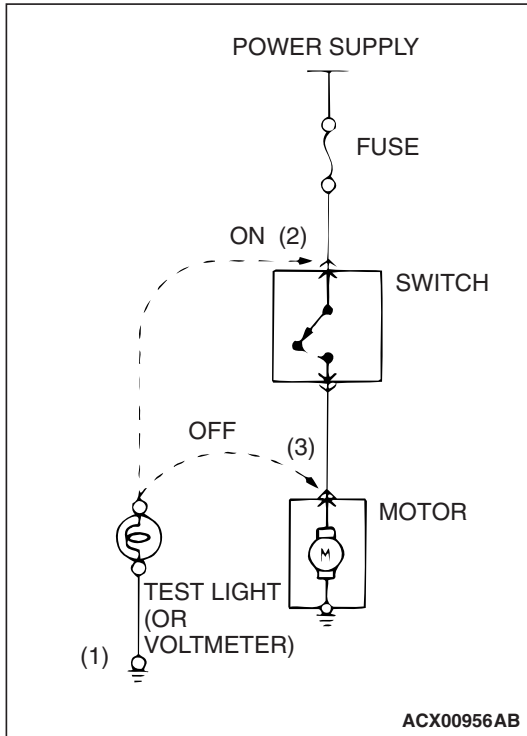 POWER SUPPLY
FUSE
ON (2)
SWITCH
OFF
(3)
MOTOR
M
TEST LIGHT
(OR
VOLTMETER)
(1)
ACX00956AB